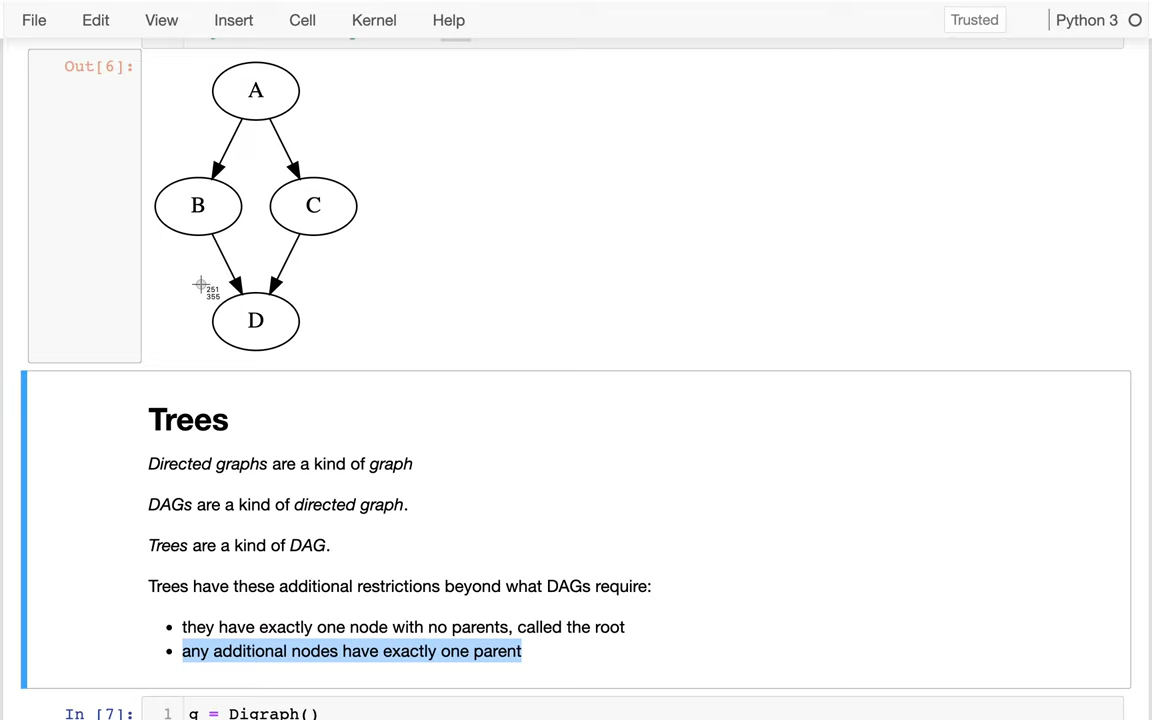 File Edit View Insert Cell Kernel Help Trusted Python 3
Out[6]:
A
B C
251
355
D
Trees
Directed graphs are a kind of graph
DAGs are a kind of directed graph.
Trees are a kind of DAG.
Trees have these additional restrictions beyond what DAGs require:
• they have exactly one node with no parents, called the root
• any additional nodes have exactly one parent
In [7]: 1 g = Digraph()